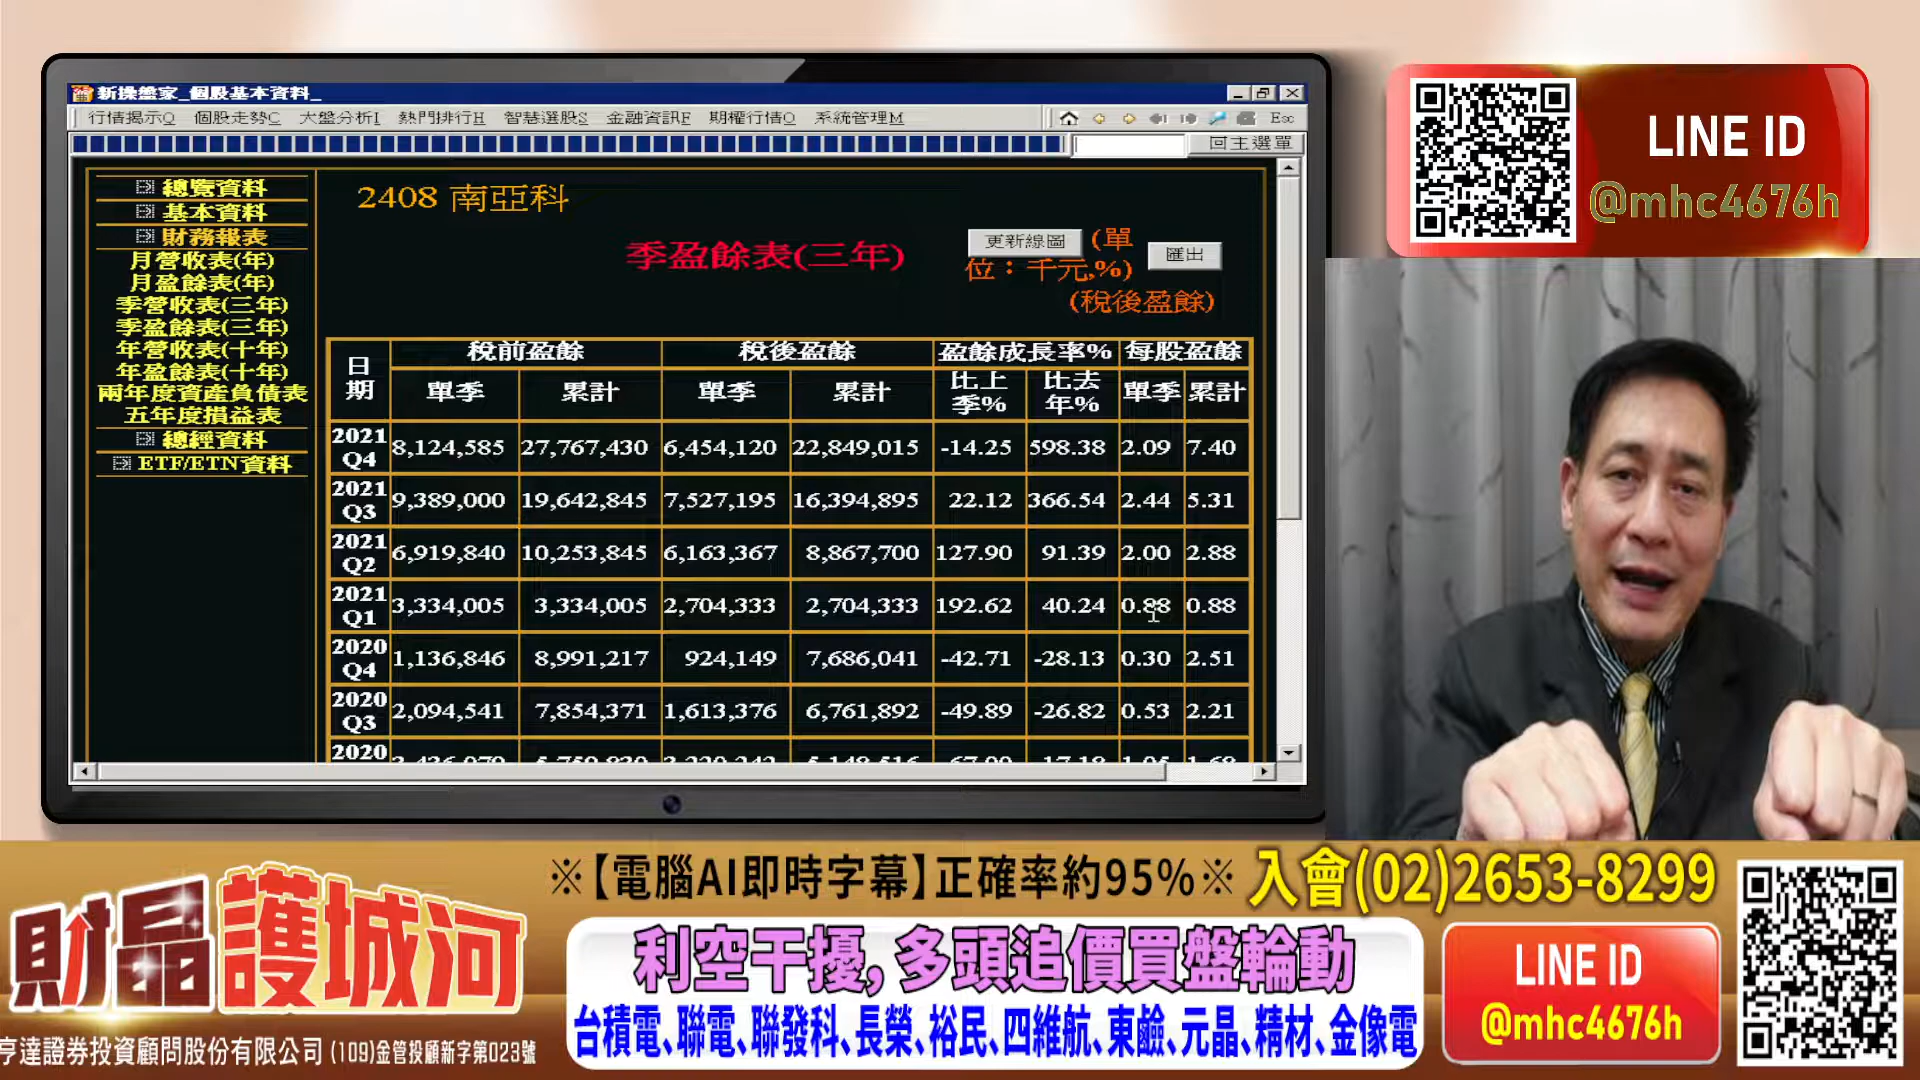 新操盤家_個股基本資料_
行情揭示Q 個股走勢C 大盤分析I 熱門排行H 智慧選股S 金融資訊F 期權行情O 系統管理M Esc
回主選單
總覽資料
基本資料
財務報表
月營收表(年)
月盈餘表(年)
季營收表(三年)
季盈餘表(三年)
年營收表(十年)
年盈餘表(十年)
兩年度資產負債表
五年度損益表
總經資料
ETF/ETN資料
2408 南亞科
季盈餘表(三年)
更新線圖 (單位：千元,%) 匯出
(稅後盈餘)
日期 稅前盈餘 稅後盈餘 盈餘成長率% 每股盈餘
單季 累計 單季 累計 比上季% 比去年% 單季 累計
2021 Q4 8,124,585 27,767,430 6,454,120 22,849,015 -14.25 598.38 2.09 7.40
2021 Q3 9,389,000 19,642,845 7,527,195 16,394,895 22.12 366.54 2.44 5.31
2021 Q2 6,919,840 10,253,845 6,163,367 8,867,700 127.90 91.39 2.00 2.88
2021 Q1 3,334,005 3,334,005 2,704,333 2,704,333 192.62 40.24 0.88 0.88
2020 Q4 1,136,846 8,991,217 924,149 7,686,041 -42.71 -28.13 0.30 2.51
2020 Q3 2,094,541 7,854,371 1,613,376 6,761,892 -49.89 -26.82 0.53 2.21
2020
LINE ID
@mhc4676h
※【電腦AI即時字幕】正確率約95%※
入會(02)2653-8299
財晶護城河
利空干擾,多頭追價買盤輪動
台積電、聯電、聯發科、長榮、裕民、四維航、東鹼、元晶、精材、金像電
LINE ID
@mhc4676h
亨達證券投資顧問股份有限公司 (109)金管投顧新字第023號